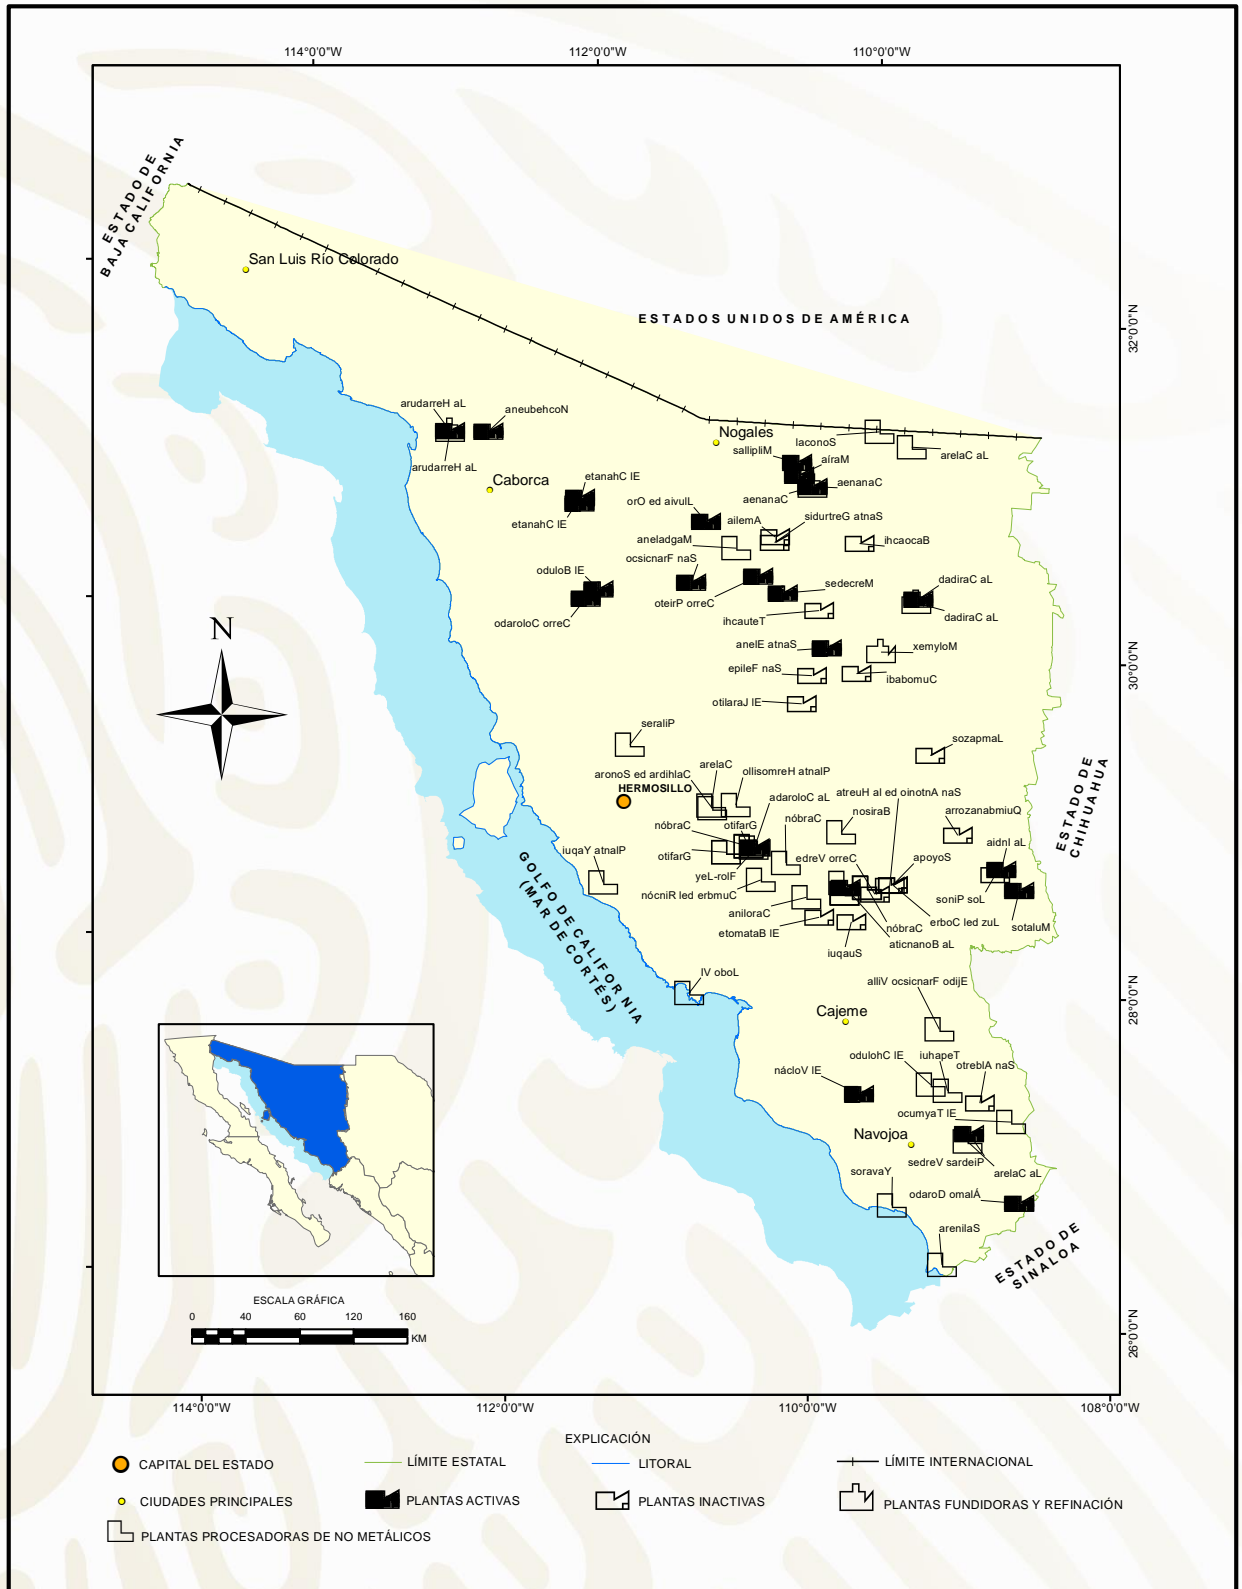 114°0'0"W
112°0'0"W
110°0'0"W
ESTADO DE
BAJA CALIFORNIA
San Luis Río Colorado
ESTADOS UNIDOS DE AMÉRICA
32°0'0"N
arudarreH aL
aneubehcoN
arudarreH aL
Nogales
laconoS
arelaC aL
sallipliM
aíraM
aenanaC
aenanaC
Caborca
etanahC lE
etanahC lE
orO ed aivulL
ailemA
sidurtreG atnaS
aneladgaM
ihcaocaB
ocsicnarF naS
oduloB lE
oteirP orreC
sedecreM
dadiraC aL
dadiraC aL
odaroloC orreC
ihcauteT
anelE atnaS
xemyloM
epileF naS
ibabomuC
otilaraJ lE
30°0'0"N
N
seraliP
sozapmaL
arelaC
aronoS ed ardihlaC
ollisomreH atnalP
HERMOSILLO
adaroloC aL
atreuH al ed oinotnA naS
nosiraB
arrozanabmiuQ
nóbraC
otifarG
nóbraC
otifarG
iuqaY atnalP
yeL-rolF
edreV orreC
apoyoS
aidnI aL
nócniR led erbmuC
soniP soL
aniloraC
erboC led zuL
sotaluM
etomataB lE
nóbraC
aticnanoB aL
iuqauS
ESTADO DE
CHIHUAHUA
GOLFO DE CALIFORNIA
(MAR DE CORTÉS)
IV oboL
alliV ocsicnarF odijE
28°0'0"N
Cajeme
odulohC lE
iuhapeT
otreblA naS
nácloV lE
ocumyaT lE
Navojoa
sedreV sardeiP
arelaC aL
soravaY
odaroD omalÁ
arenilaS
ESTADO DE
SINALOA
ESCALA GRÁFICA
0 40 60 120 160
KM
26°0'0"N
114°0'0"W
112°0'0"W
110°0'0"W
108°0'0"W
EXPLICACIÓN
CAPITAL DEL ESTADO
LÍMITE ESTATAL
LITORAL
LÍMITE INTERNACIONAL
CIUDADES PRINCIPALES
PLANTAS ACTIVAS
PLANTAS INACTIVAS
PLANTAS FUNDIDORAS Y REFINACIÓN
PLANTAS PROCESADORAS DE NO METÁLICOS